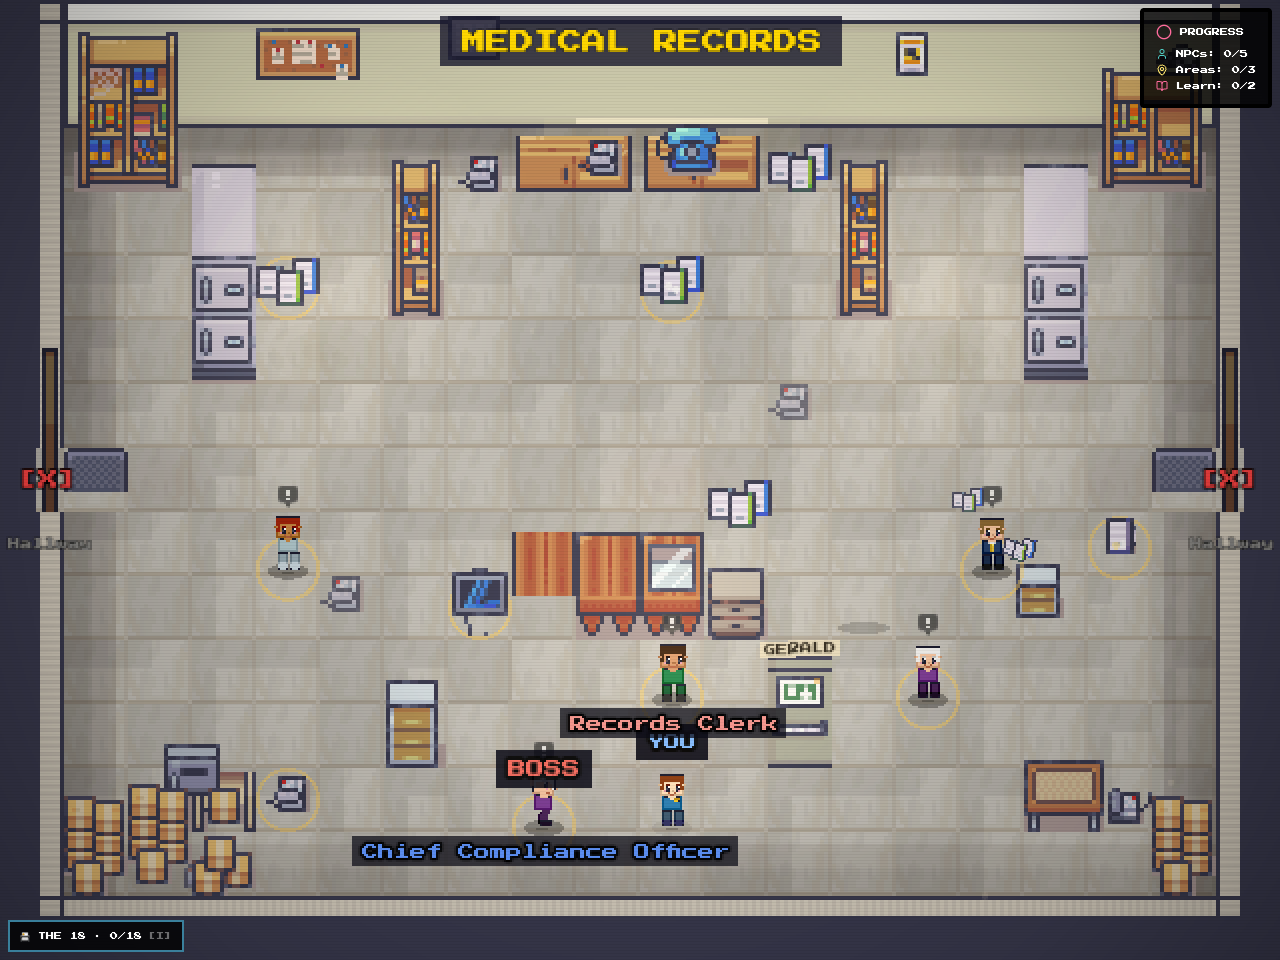 MEDICAL RECORDS
PROGRESS
NPCs: 0/5
Areas: 0/3
Learn: 0/2
[X]
[X]
!
!
Hallway
Hallway
!
!
GERALD
Records Clerk
YOU
BOSS
Chief Compliance Officer
THE 18 · 0/18 [I]